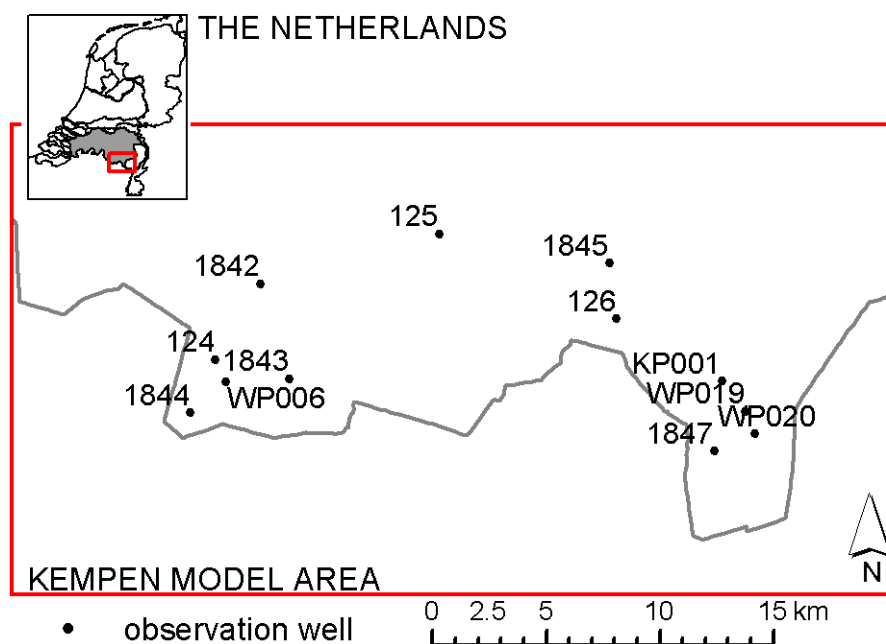 THE NETHERLANDS
125
1845
1842
126
124
1843
KP001
WP019
WP006
1844
WP020
1847
N
KEMPEN MODEL AREA
observation well
0 2.5 5 10 15 km